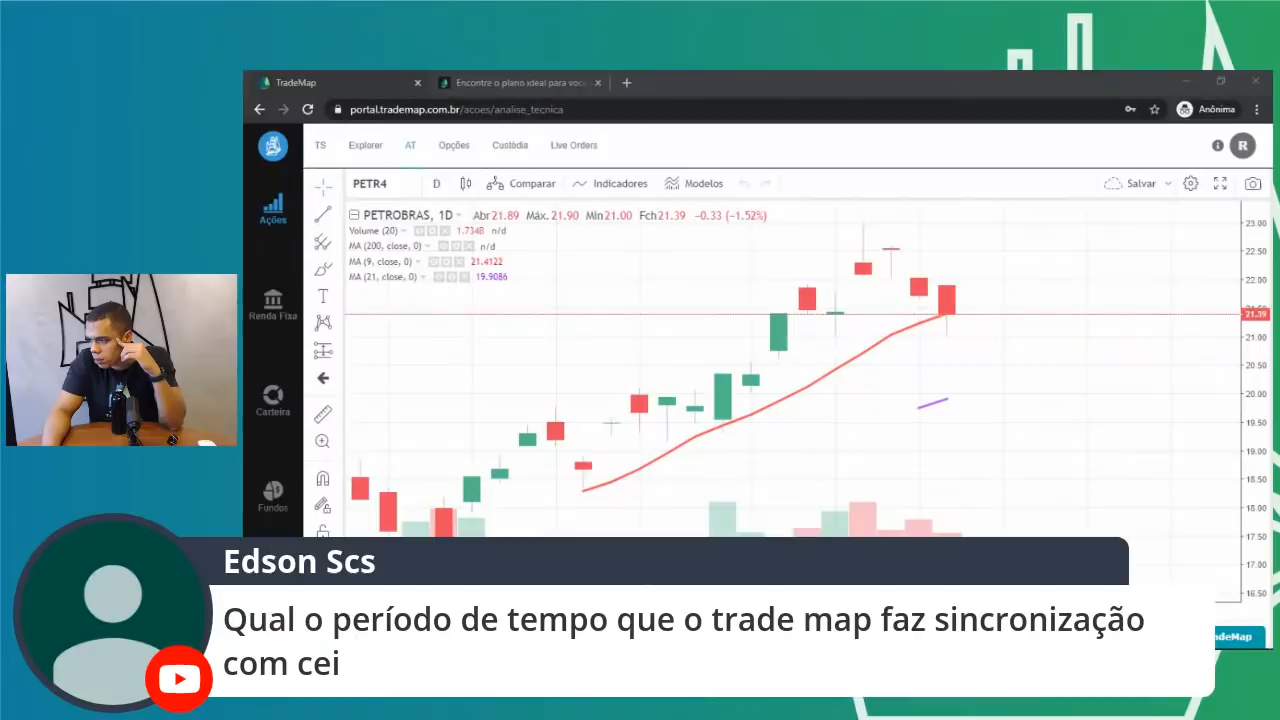 TradeMap
Encontre o plano ideal para você
portal.trademap.com.br/acoes/analise_tecnica
Anônima
TS Explorer AT Opções Custódia Live Orders
R
PETR4 D Comparar Indicadores Modelos Salvar
Ações
Renda Fixa
Carteira
Fundos
PETROBRAS, 1D Abr 21.89 Máx. 21.90 Mín 21.00 Fch 21.39 -0.33 (-1.52%)
Volume (20) 1.734B n/d
MA (200, close, 0) n/d
MA (9, close, 0) 21.4122
MA (21, close, 0) 19.9086
23.00
22.50
22.00
21.39
21.00
20.50
20.00
19.50
19.00
18.50
18.00
17.50
17.00
16.50
adeMap
Edson Scs
Qual o período de tempo que o trade map faz sincronização
com cei